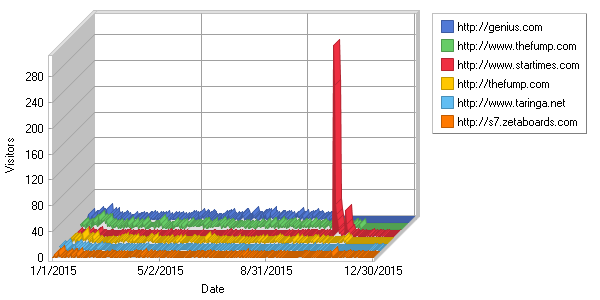 http://genius.com
http://www.thefump.com
http://www.startimes.com
http://thefump.com
http://www.taringa.net
http://s7.zetaboards.com
Visitors
280
240
200
160
120
80
40
0
1/1/2015 5/2/2015 8/31/2015 12/30/2015
Date